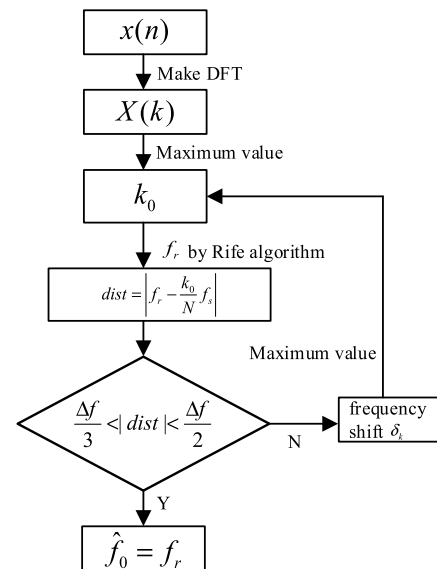 x(n)
Make DFT
X(k)
Maximum value
k₀
fᵣ by Rife algorithm
dist = |fᵣ − k₀/N fₛ|
Maximum value
Δf/3 <| dist |< Δf/2
N
frequency
shift δₖ
Y
f̂₀ = fᵣ